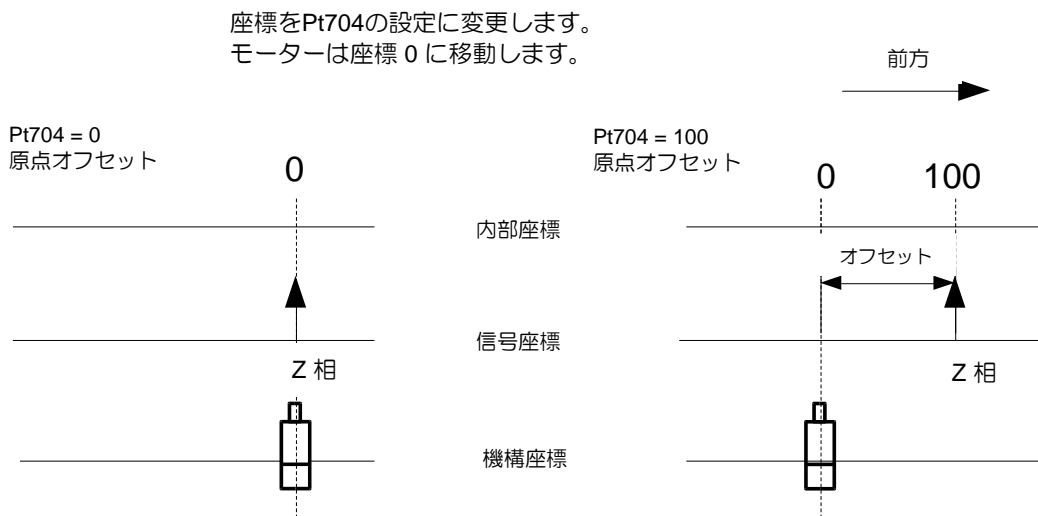 座標をPt704の設定に変更します。
モーターは座標 0 に移動します。
前方
Pt704 = 0
原点オフセット
0
Pt704 = 100
原点オフセット
0
100
内部座標
オフセット
信号座標
Z 相
Z 相
機構座標